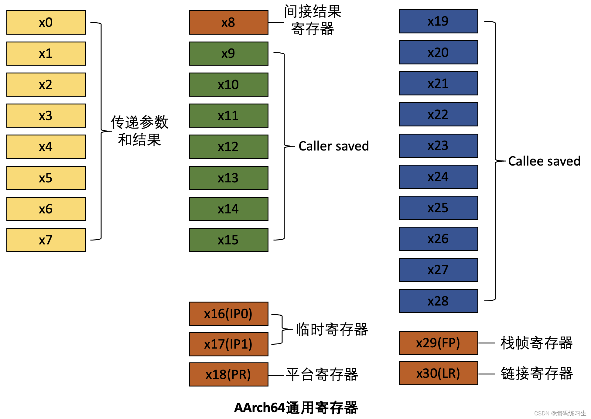 x0
x1
x2
x3
x4
x5
x6
x7
传递参数
和结果
x8
间接结果
寄存器
x9
x10
x11
x12
x13
x14
x15
Caller saved
x16(IP0)
x17(IP1)
临时寄存器
x18(PR)
平台寄存器
x19
x20
x21
x22
x23
x24
x25
x26
x27
x28
Callee saved
x29(FP)
栈帧寄存器
x30(LR)
链接寄存器
AArch64通用寄存器